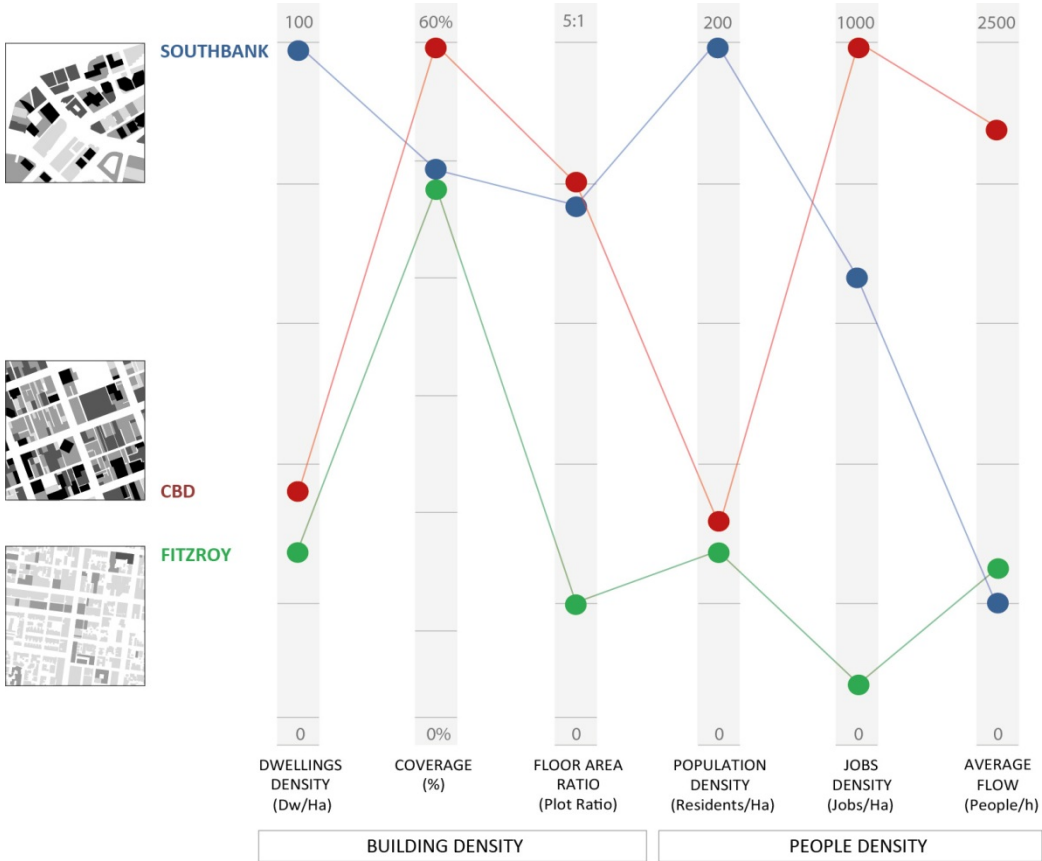 100
60%
5:1
200
1000
2500
SOUTHBANK
CBD
FITZROY
0
0%
0
0
0
0
DWELLINGS
DENSITY
(Dw/Ha)
COVERAGE
(%)
FLOOR AREA
RATIO
(Plot Ratio)
POPULATION
DENSITY
(Residents/Ha)
JOBS
DENSITY
(Jobs/Ha)
AVERAGE
FLOW
(People/h)
BUILDING DENSITY
PEOPLE DENSITY